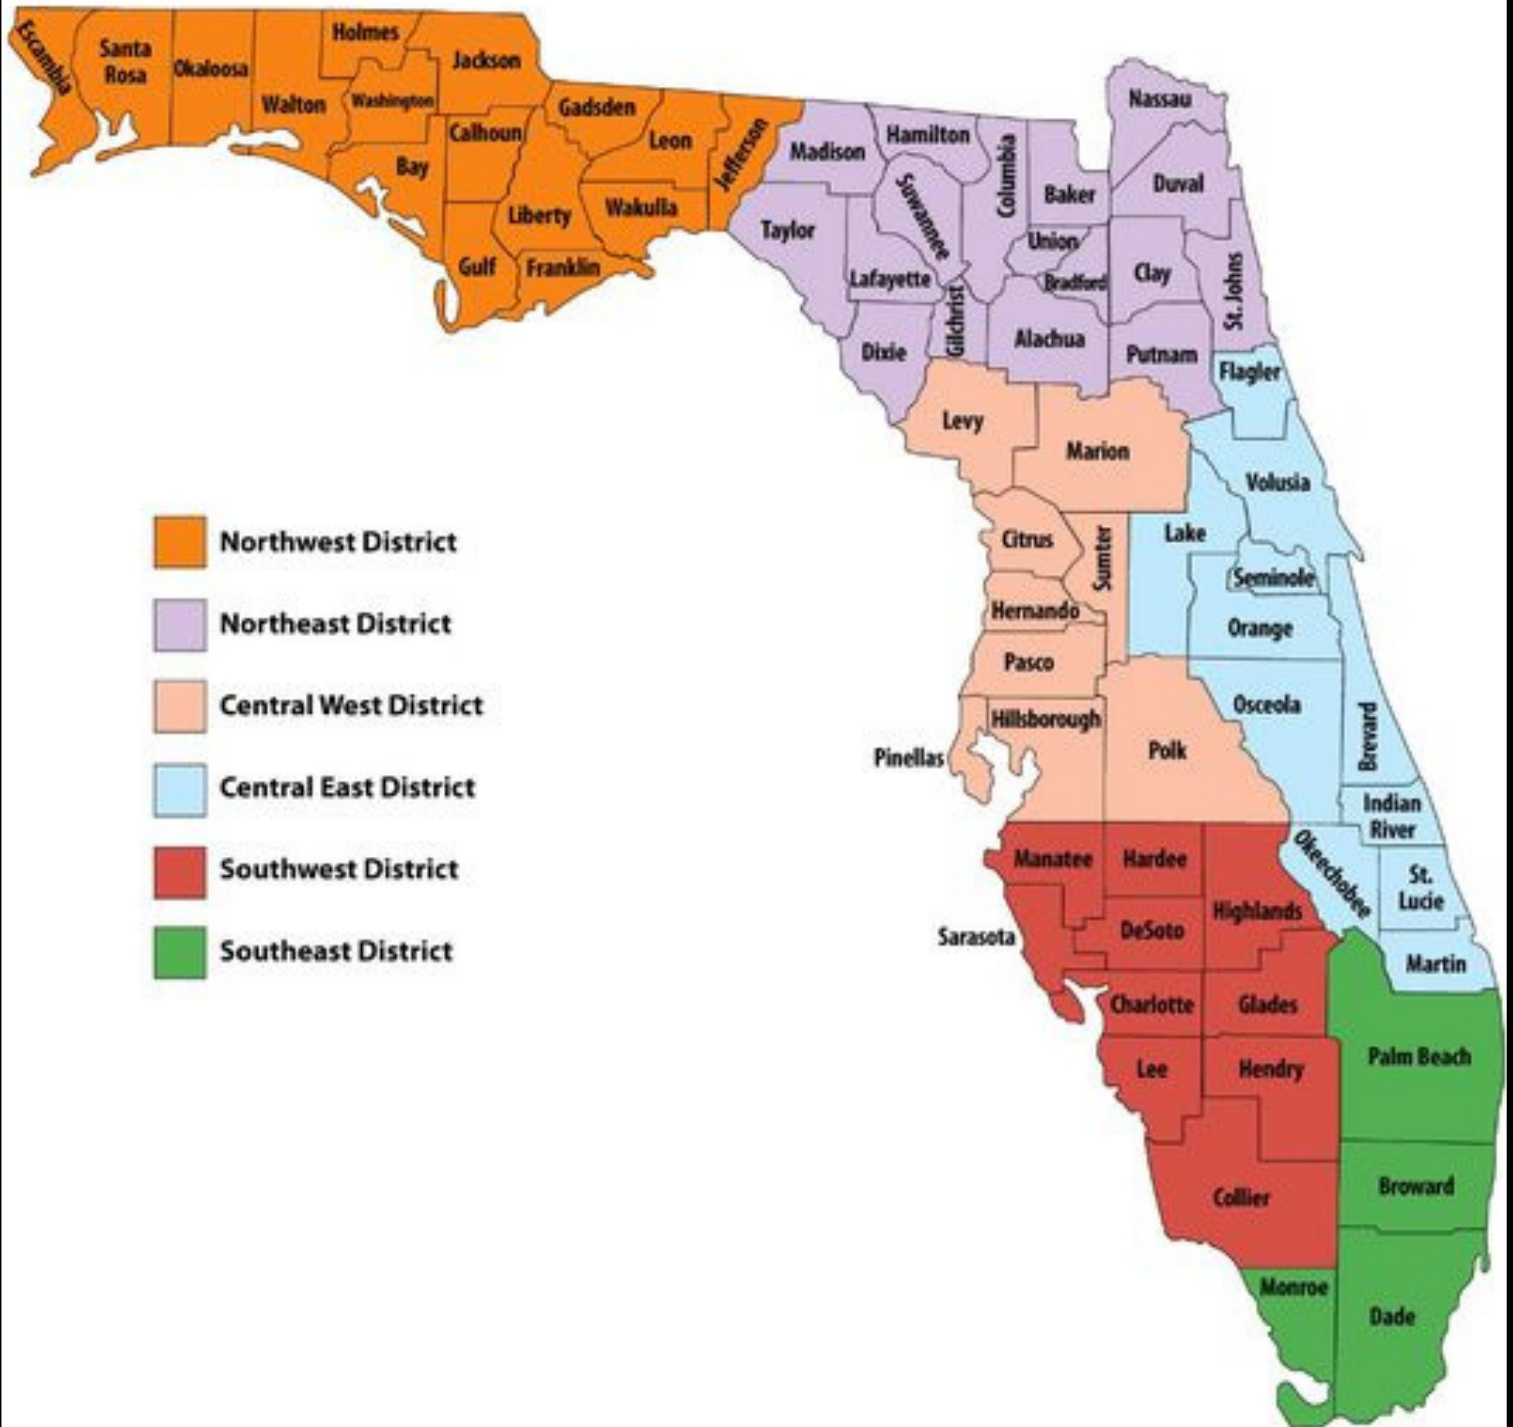 Escambia
Santa
Rosa
Okaloosa
Walton
Holmes
Washington
Jackson
Bay
Calhoun
Gulf
Liberty
Franklin
Gadsden
Leon
Wakulla
Jefferson
Madison
Taylor
Hamilton
Suwannee
Lafayette
Dixie
Columbia
Gilchrist
Baker
Union
Bradford
Alachua
Nassau
Duval
Clay
St. Johns
Putnam
Flagler
Levy
Marion
Volusia
Citrus
Sumter
Lake
Seminole
Hernando
Orange
Pasco
Osceola
Brevard
Hillsborough
Pinellas
Polk
Indian
River
Okeechobee
St.
Lucie
Martin
Manatee
Hardee
Highlands
Sarasota
DeSoto
Charlotte
Glades
Lee
Hendry
Collier
Palm Beach
Broward
Monroe
Dade
Northwest District
Northeast District
Central West District
Central East District
Southwest District
Southeast District